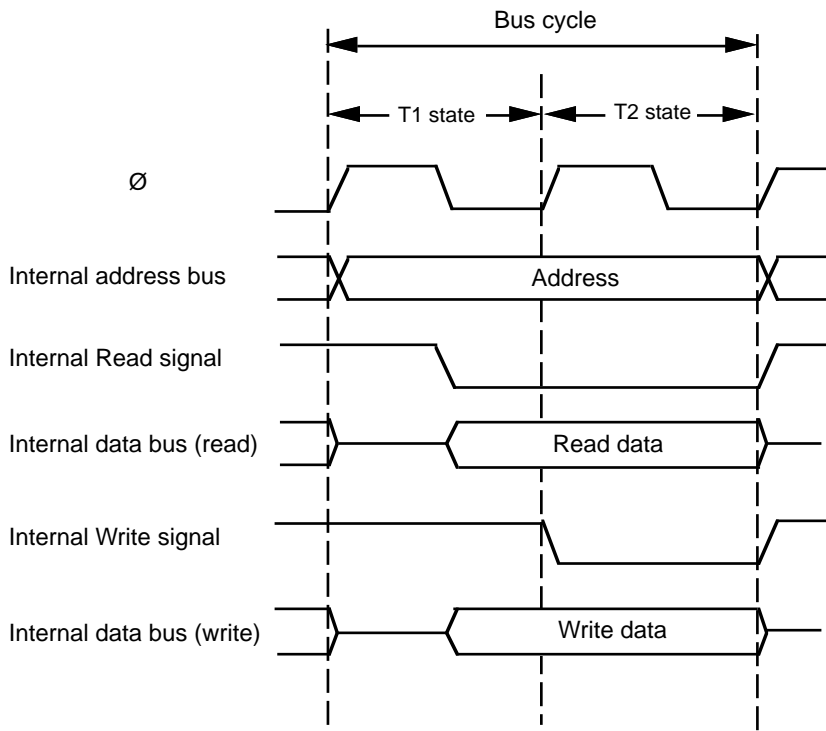 Bus cycle
T1 state
T2 state
Ø
Internal address bus
Address
Internal Read signal
Internal data bus (read)
Read data
Internal Write signal
Internal data bus (write)
Write data